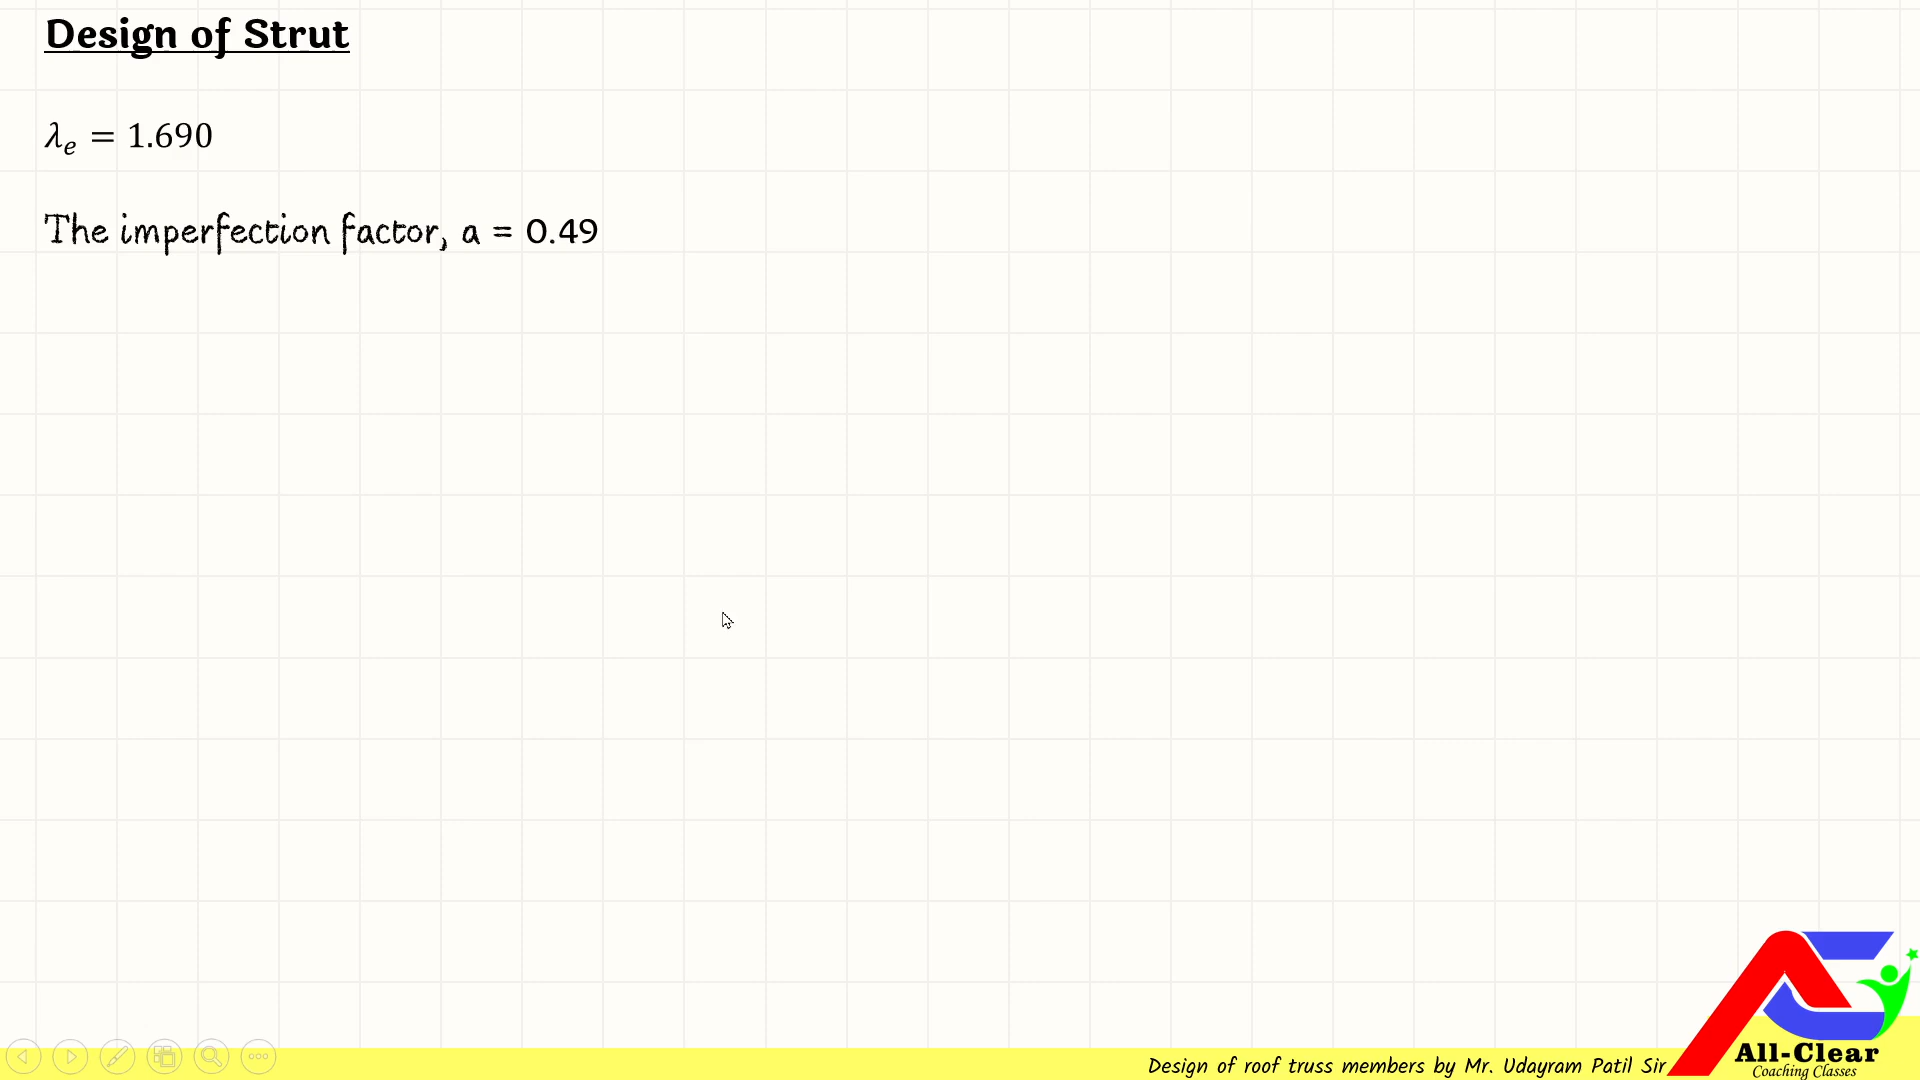 Design of Strut
λₑ = 1.690
The imperfection factor, a = 0.49
Design of roof truss members by Mr. Udayram Patil Sir
All-Clear
Coaching Classes